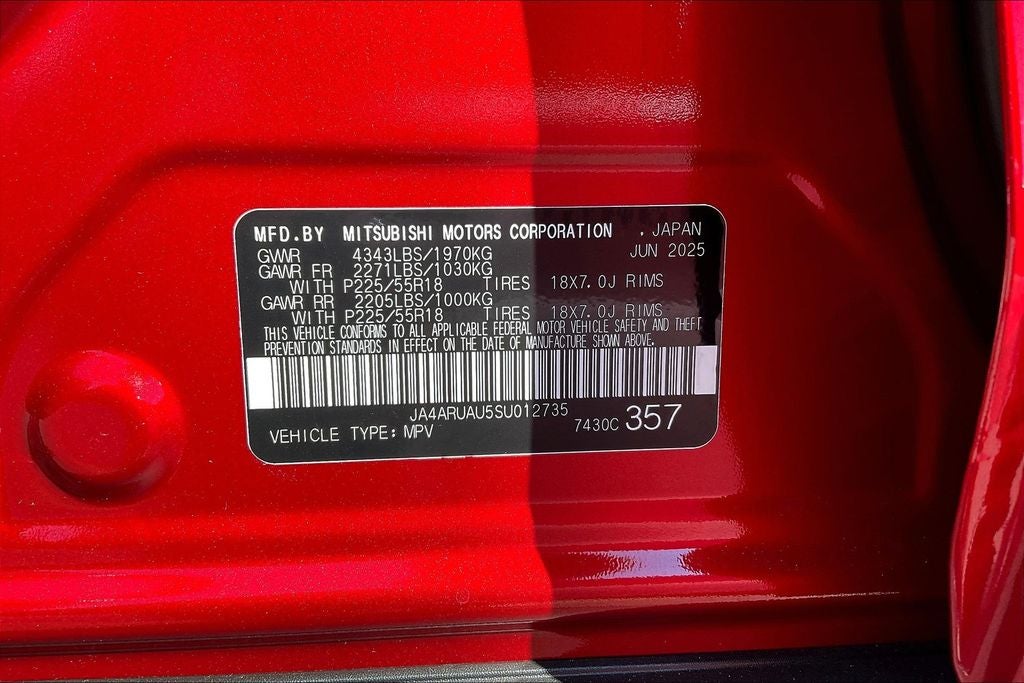 MFD.BY MITSUBISHI MOTORS CORPORATION . JAPAN
GWWR 4343LBS/1970KG JUN 2025
GAWR FR 2271LBS/1030KG
WITH P225/55R18 TIRES 18X7.0J RIMS
GAWR RR 2205LBS/1000KG
WITH P225/55R18 TIRES 18X7.0J RIMS
THIS VEHICLE CONFORMS TO ALL APPLICABLE FEDERAL MOTOR VEHICLE SAFETY AND THEFT
PREVENTION STANDARDS IN EFFECT ON THE DATE OF MANUFACTURE SHOWN ABOVE.
JA4ARUAU5SU012735
VEHICLE TYPE: MPV 7430C 357